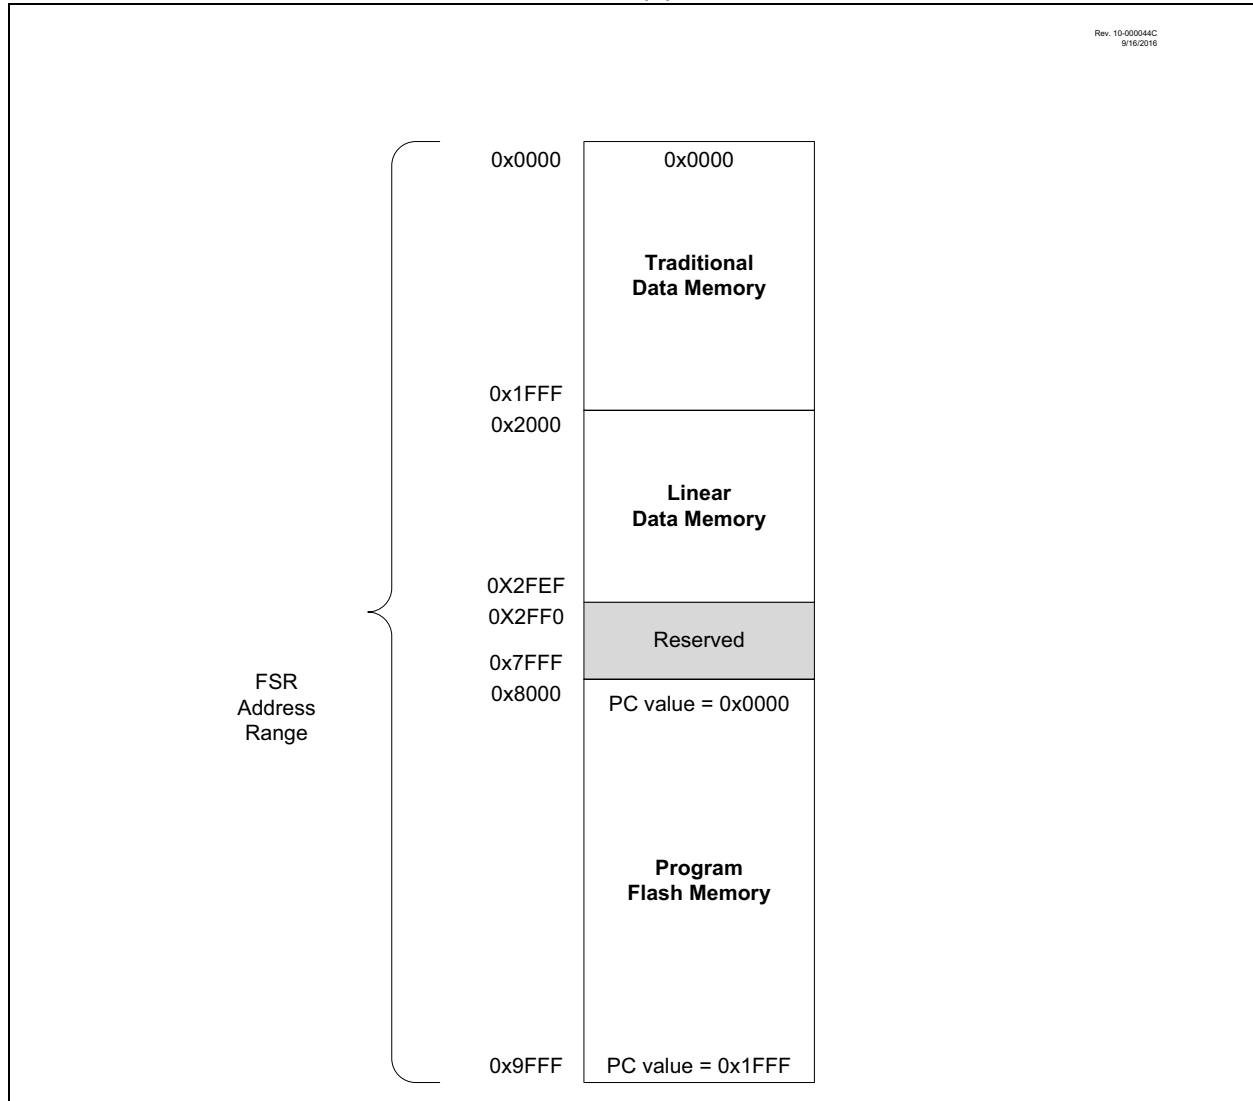 Rev. 10-000044C
9/16/2016
0x0000
0x0000
Traditional
Data Memory
0x1FFF
0x2000
Linear
Data Memory
0X2FEF
0X2FF0
Reserved
0x7FFF
0x8000
PC value = 0x0000
FSR
Address
Range
Program
Flash Memory
0x9FFF
PC value = 0x1FFF